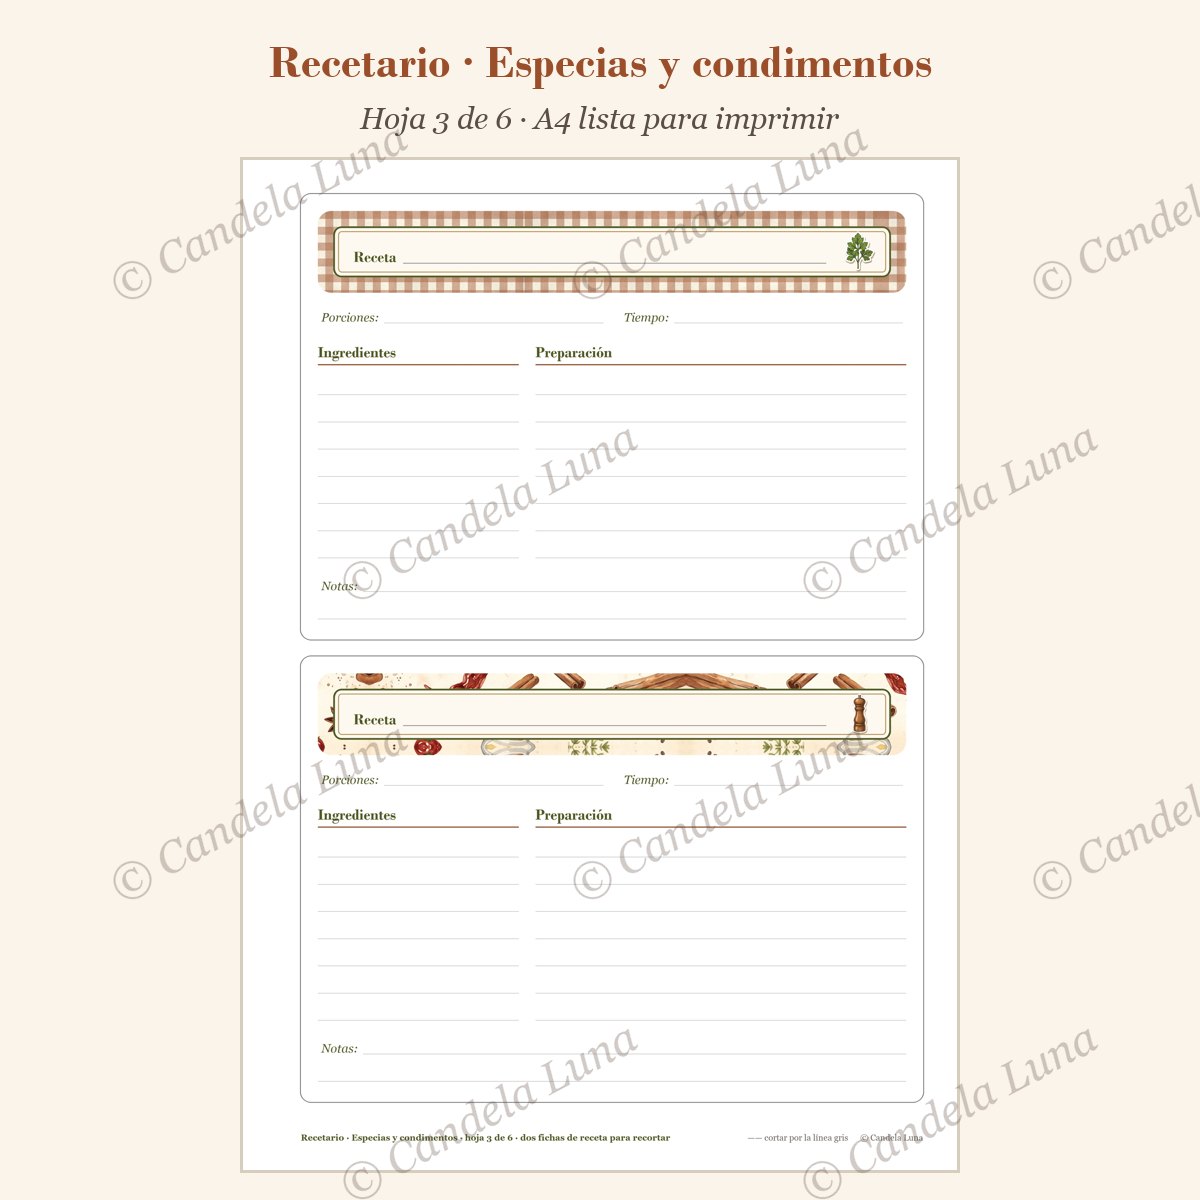 Recetario · Especias y condimentos
Hoja 3 de 6 · A4 lista para imprimir
© Candela Luna
© Candela Luna
© Candela
Receta
Porciones:
Tiempo:
Ingredientes
Preparación
© Candela Luna
© Candela Luna
Notas:
Receta
© Candela Luna
© Candela Luna
© Candela
Porciones:
Tiempo:
Ingredientes
Preparación
Notas:
© Candela Luna
© Candela Luna
Recetario · Especias y condimentos · hoja 3 de 6 · dos fichas de receta para recortar
—— cortar por la línea gris © Candela Luna